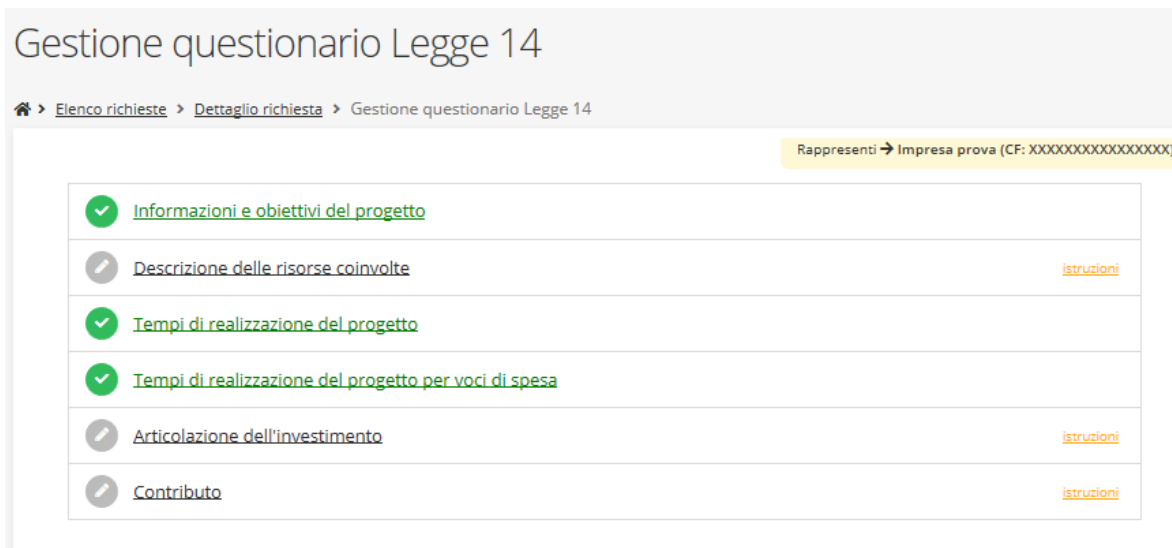 Gestione questionario Legge 14
> Elenco richieste > Dettaglio richiesta > Gestione questionario Legge 14
Rappresenti → Impresa prova (CF: XXXXXXXXXXXXXXXX)
Informazioni e obiettivi del progetto
Descrizione delle risorse coinvolte istruzioni
Tempi di realizzazione del progetto
Tempi di realizzazione del progetto per voci di spesa
Articolazione dell'investimento istruzioni
Contributo istruzioni